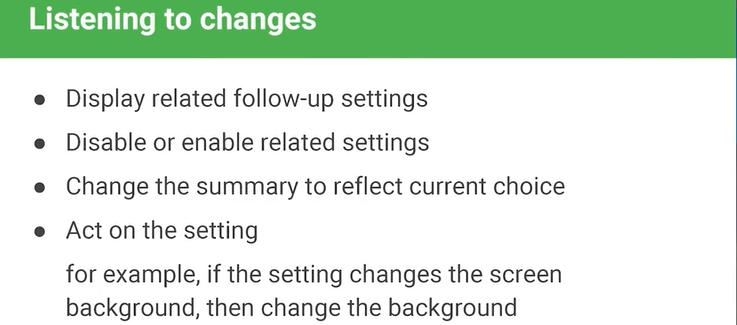 Listening to changes
● Display related follow-up settings
● Disable or enable related settings
● Change the summary to reflect current choice
● Act on the setting
for example, if the setting changes the screen
background, then change the background